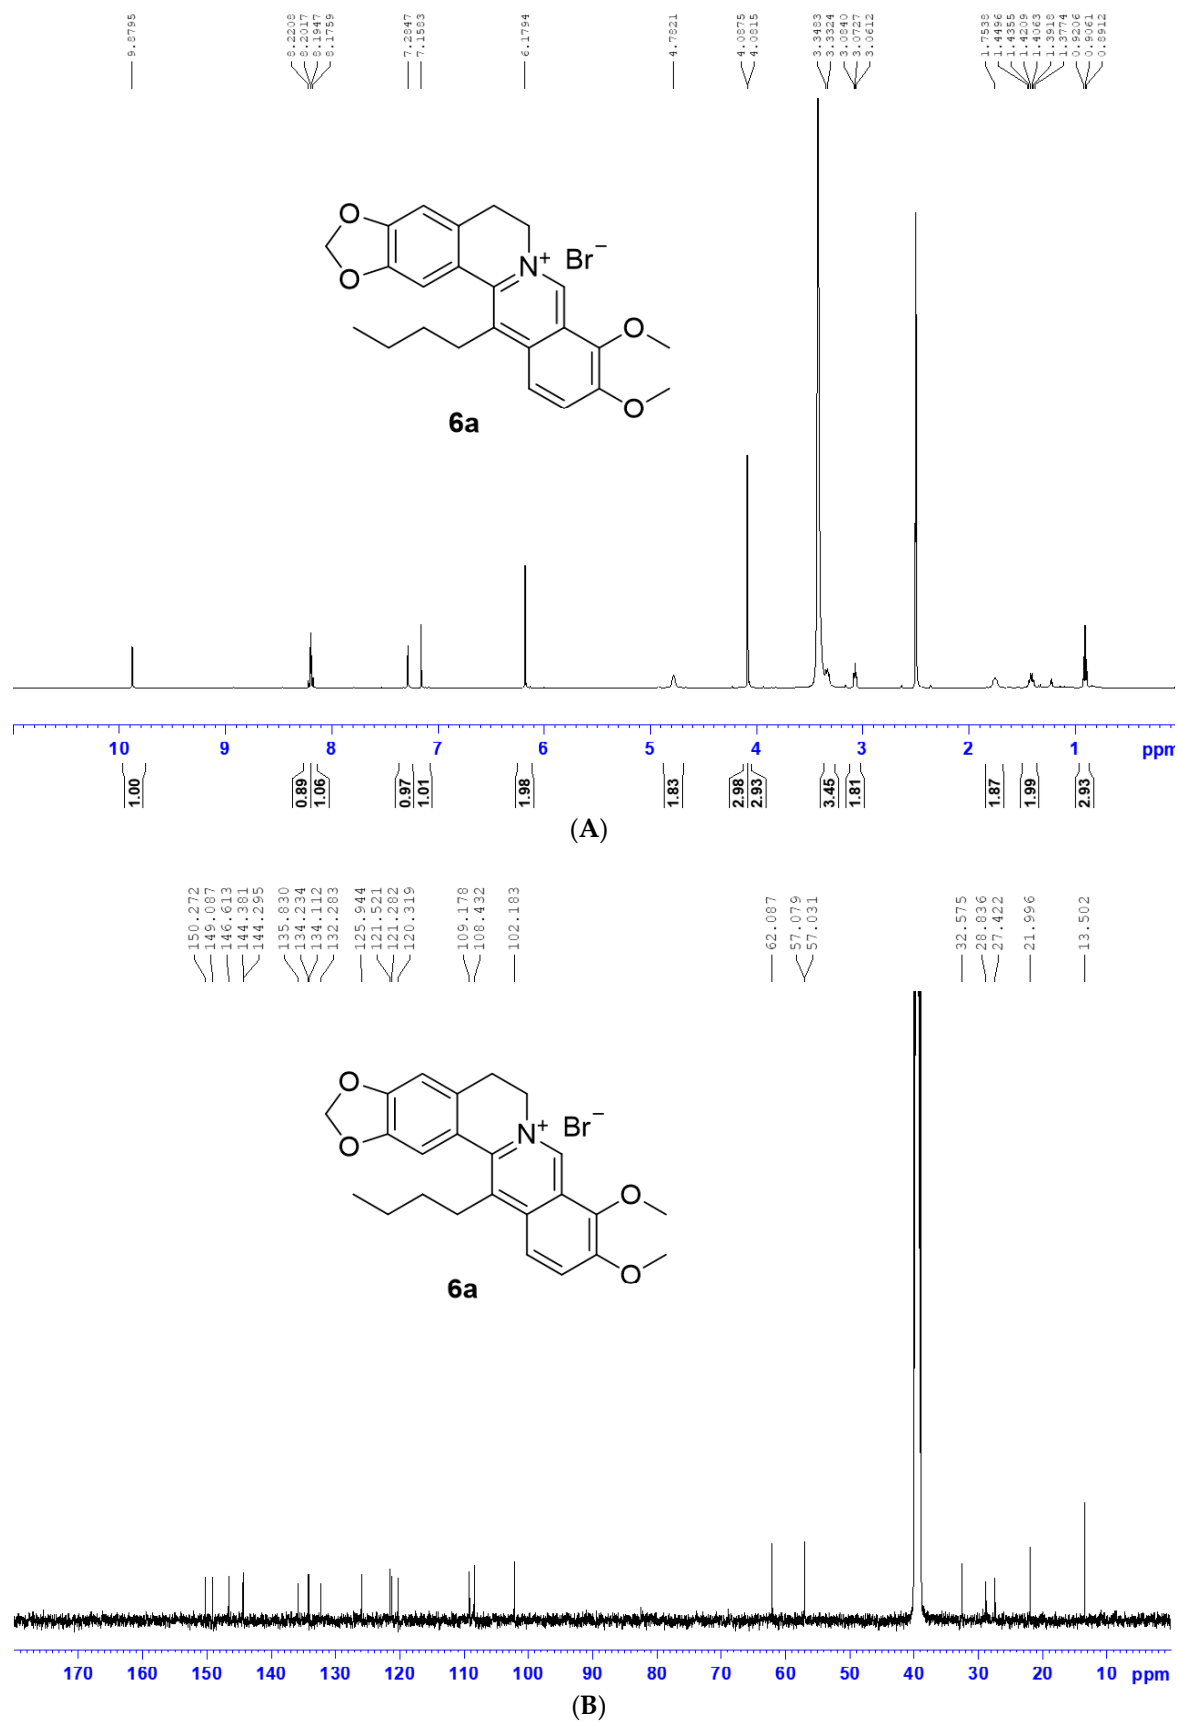 9.8795
8.2208
8.2017
8.1947
8.1759
7.2847
7.1583
6.1794
4.7821
4.0875
4.0815
3.3483
3.3324
3.0840
3.0727
3.0612
1.7538
1.4496
1.4355
1.4209
1.4063
1.3918
1.3774
0.9206
0.9061
0.8912
O
O
N+ Br−
O
O
6a
10 9 8 7 6 5 4 3 2 1 ppm
1.00 0.89 1.06 0.97 1.01 1.98 1.83 2.98 2.93 3.45 1.81 1.87 1.99 2.93
(A)
150.272
149.087
146.613
144.381
144.295
135.830
134.234
134.112
132.283
125.944
121.521
121.282
120.319
109.178
108.432
102.183
62.087
57.079
57.031
32.575
28.836
27.422
21.996
13.502
O
O
N+ Br−
O
O
6a
170 160 150 140 130 120 110 100 90 80 70 60 50 40 30 20 10 ppm
(B)